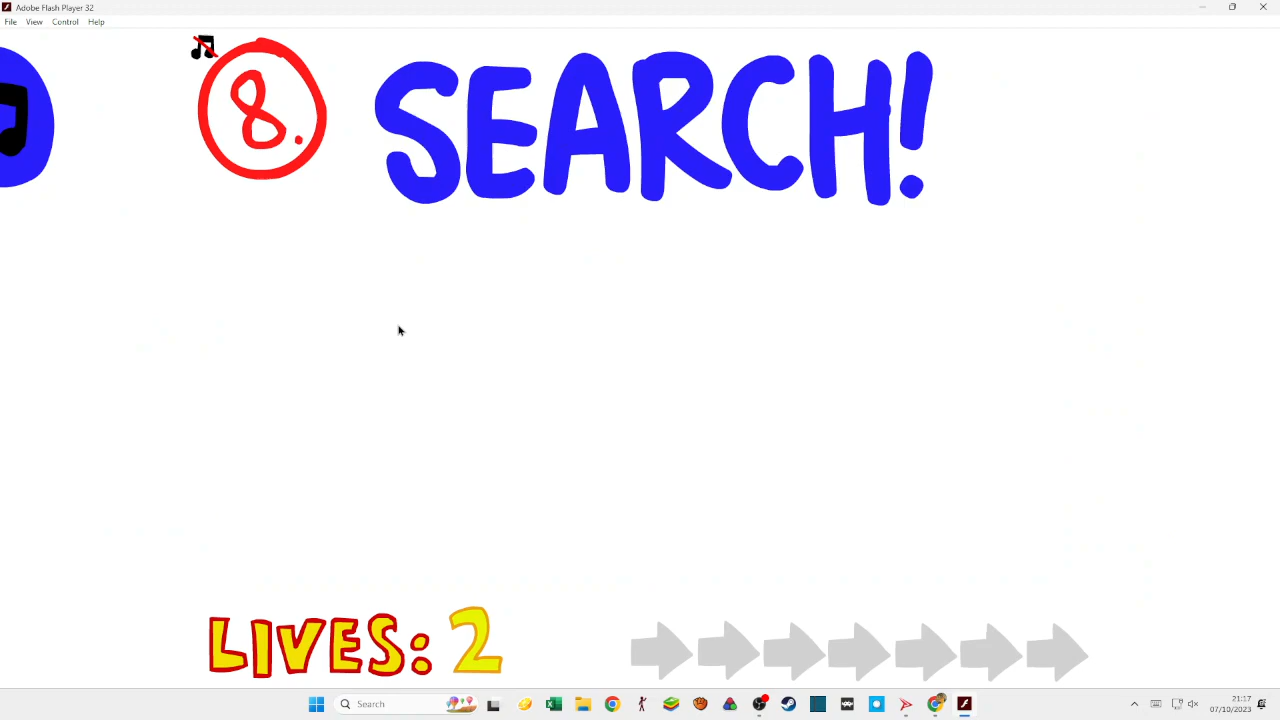 Adobe Flash Player 32
File View Control Help
8. SEARCH!
LIVES: 2
Search
21:17
07/10/2023